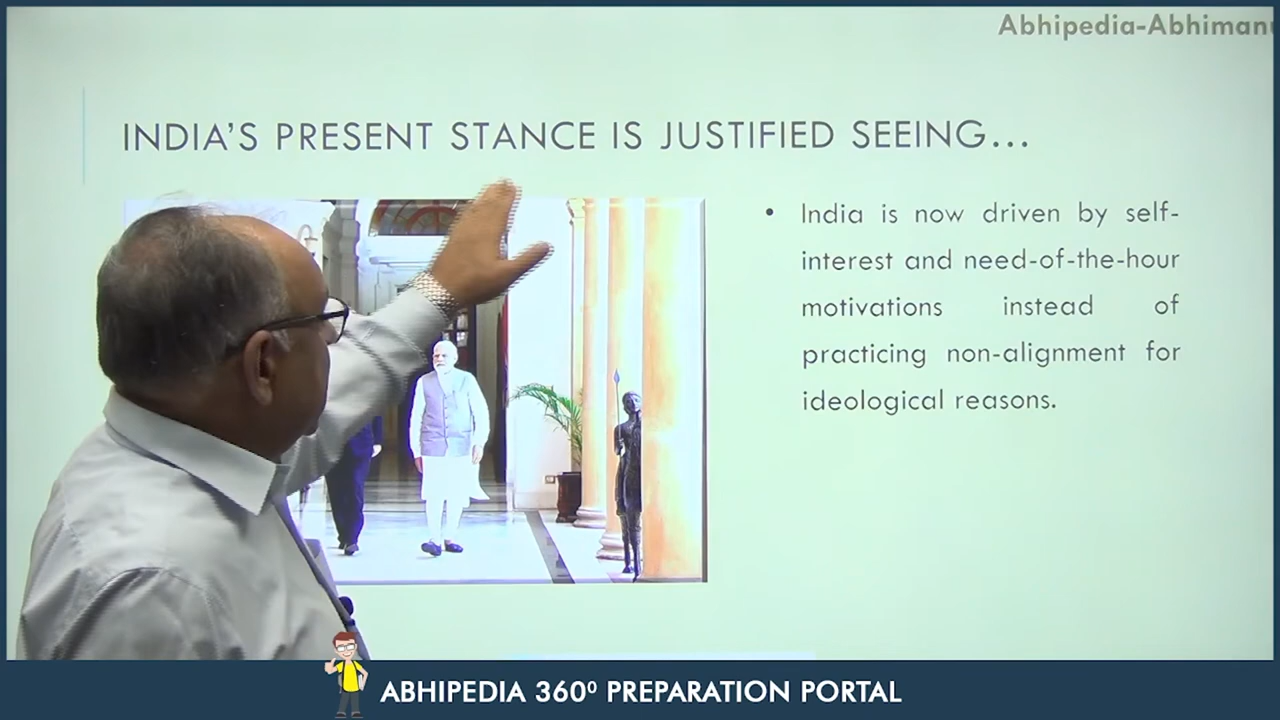 Abhipedia-Abhimanu
INDIA'S PRESENT STANCE IS JUSTIFIED SEEING...
• India is now driven by self-
interest and need-of-the-hour
motivations instead of
practicing non-alignment for
ideological reasons.
ABHIPEDIA 360⁰ PREPARATION PORTAL